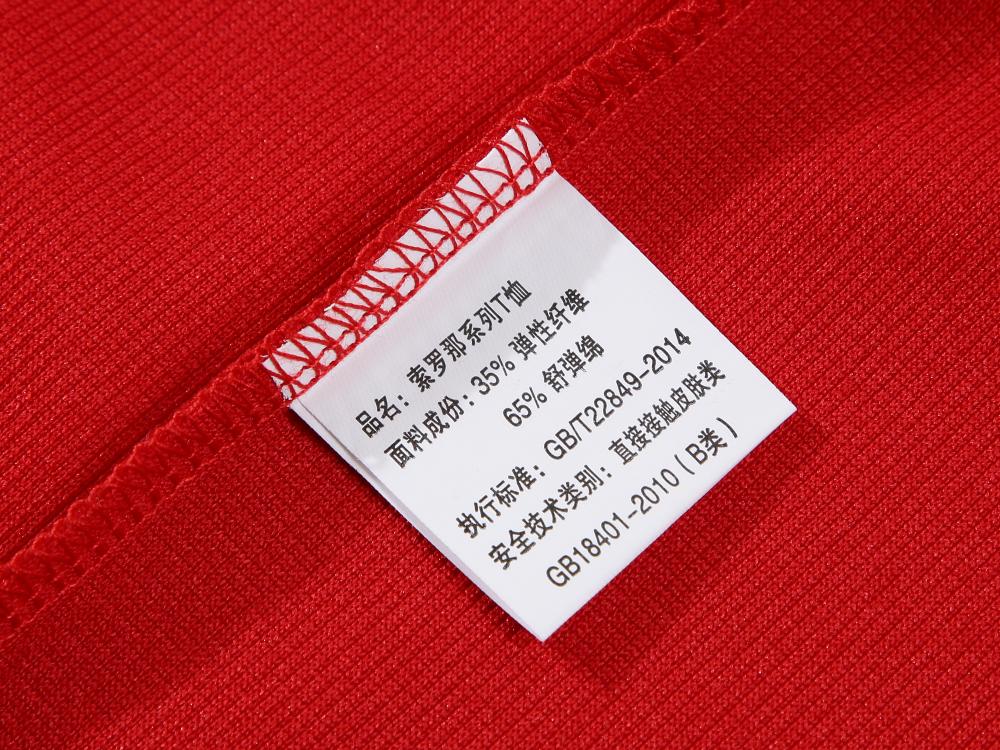 品名：索罗那系列T恤
面料成份：35% 弹性纤维
65% 舒弹绵
执行标准：GB/T22849-2014
安全技术类别：直接接触皮肤类
GB18401-2010（B类）